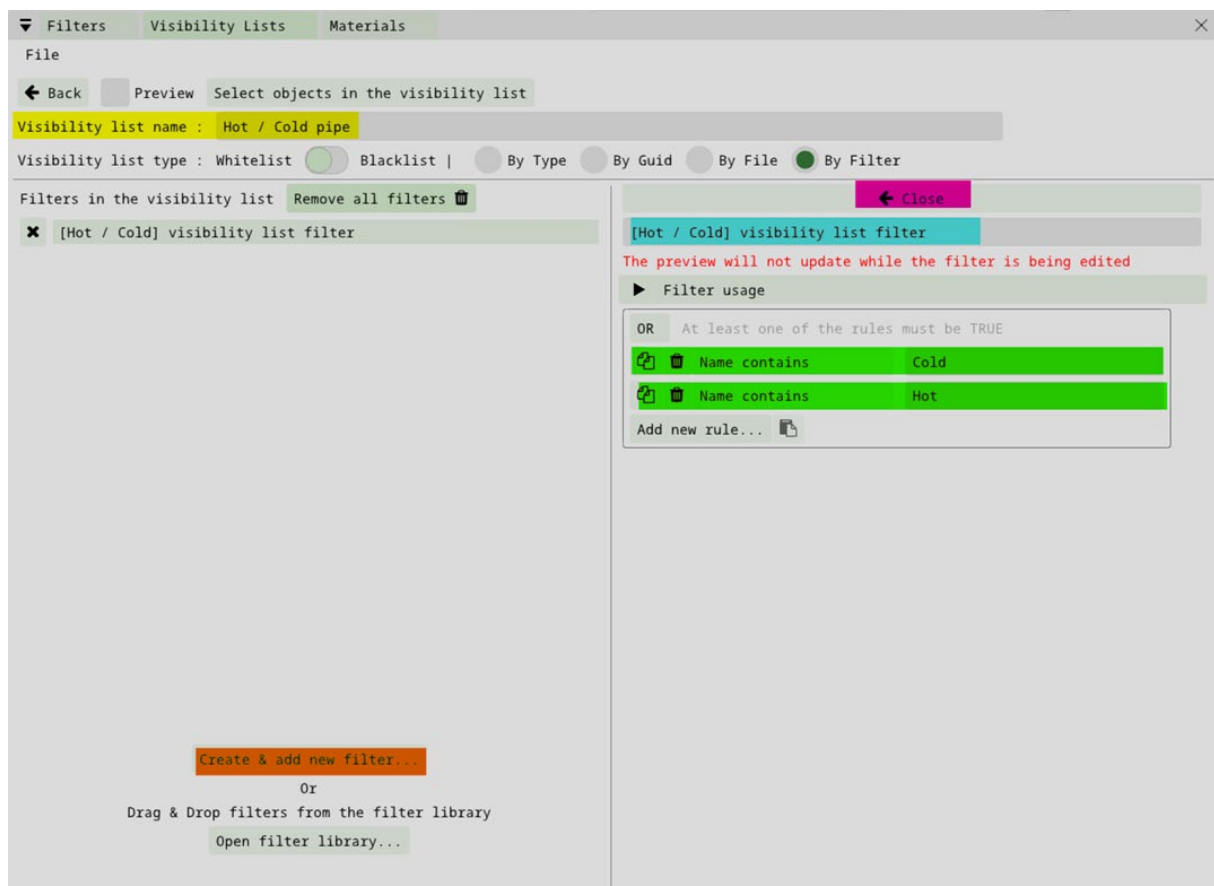 Filters Visibility Lists Materials
File
Back Preview Select objects in the visibility list
Visibility list name : Hot / Cold pipe
Visibility list type : Whitelist Blacklist | By Type By Guid By File By Filter
Filters in the visibility list Remove all filters
[Hot / Cold] visibility list filter
Create & add new filter...
Or
Drag & Drop filters from the filter library
Open filter library...
Close
[Hot / Cold] visibility list filter
The preview will not update while the filter is being edited
Filter usage
OR At least one of the rules must be TRUE
Name contains Cold
Name contains Hot
Add new rule...